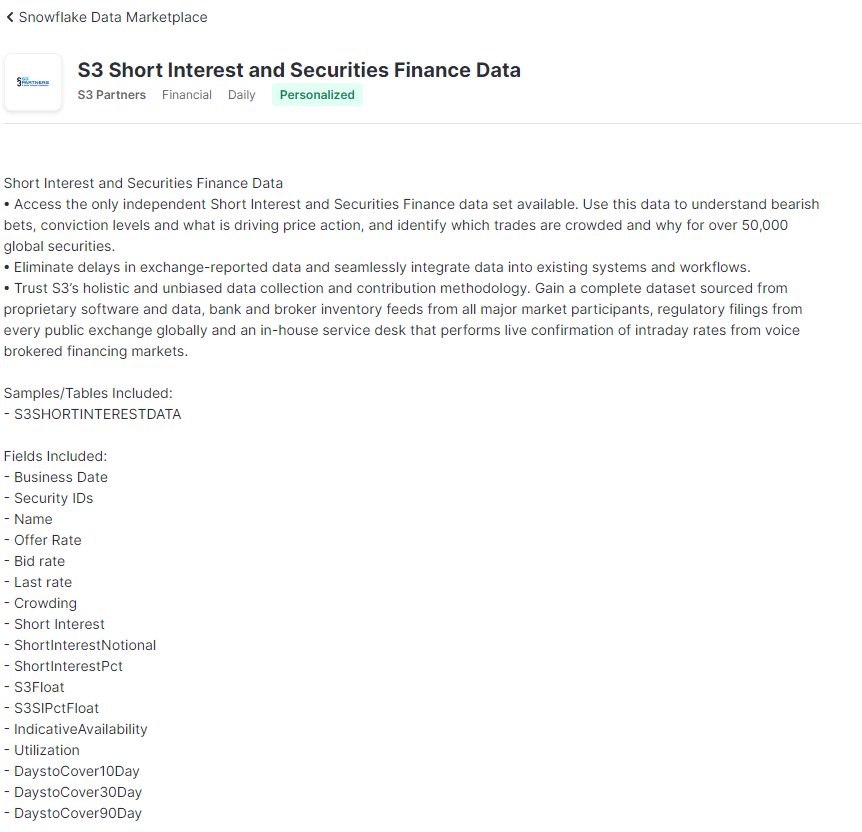 Snowflake Data Marketplace
S3 PARTNERS
S3 Short Interest and Securities Finance Data
S3 Partners Financial Daily Personalized
Short Interest and Securities Finance Data
• Access the only independent Short Interest and Securities Finance data set available. Use this data to understand bearish
bets, conviction levels and what is driving price action, and identify which trades are crowded and why for over 50,000
global securities.
• Eliminate delays in exchange-reported data and seamlessly integrate data into existing systems and workflows.
• Trust S3's holistic and unbiased data collection and contribution methodology. Gain a complete dataset sourced from
proprietary software and data, bank and broker inventory feeds from all major market participants, regulatory filings from
every public exchange globally and an in-house service desk that performs live confirmation of intraday rates from voice
brokered financing markets.
Samples/Tables Included:
- S3SHORTINTERESTDATA
Fields Included:
- Business Date
- Security IDs
- Name
- Offer Rate
- Bid rate
- Last rate
- Crowding
- Short Interest
- ShortInterestNotional
- ShortInterestPct
- S3Float
- S3SIPctFloat
- IndicativeAvailability
- Utilization
- DaystoCover10Day
- DaystoCover30Day
- DaystoCover90Day